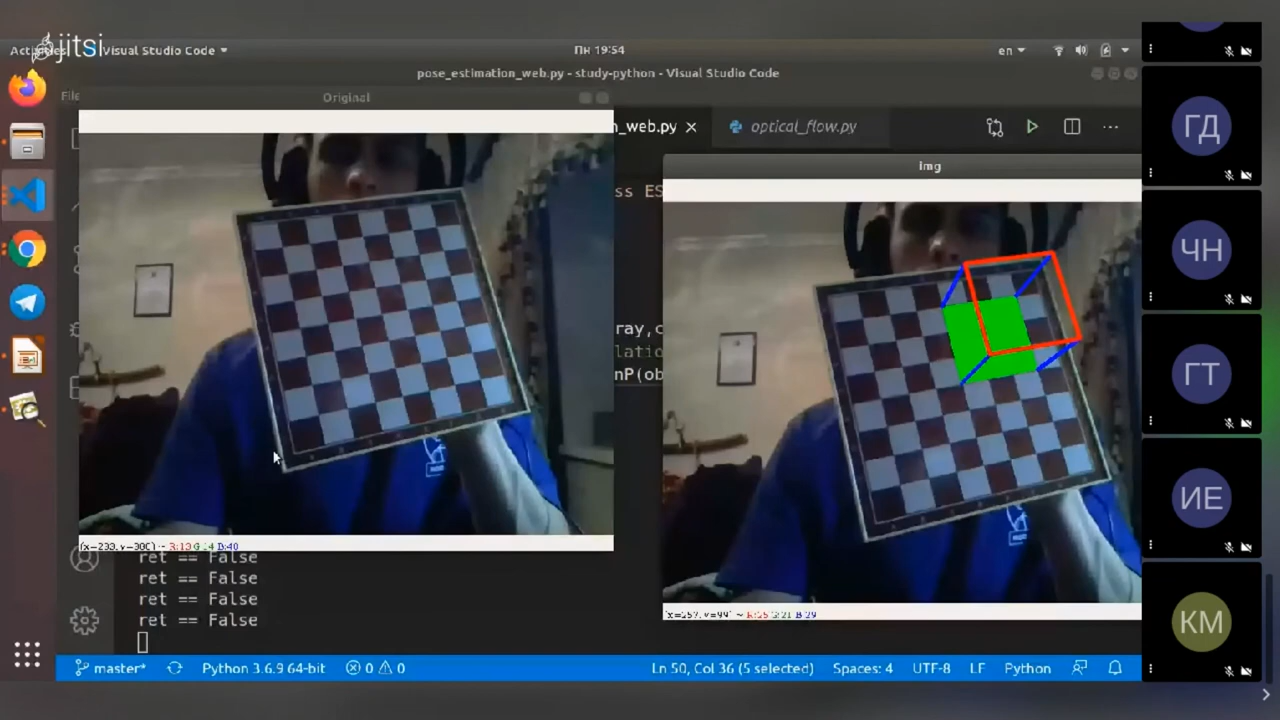 jitsi
Visual Studio Code
Пн 19:54
en
pose_estimation_web.py - study-python - Visual Studio Code
File
Original
_web.py
optical_flow.py
img
ss ES
ray,c
latio
nP(ob
ret == False
ret == False
ret == False
ret == False
master*
Python 3.6.9 64-bit
0
0
Ln 50, Col 36 (5 selected)
Spaces: 4
UTF-8
LF
Python
ГД
ЧН
ГТ
ИЕ
КМ